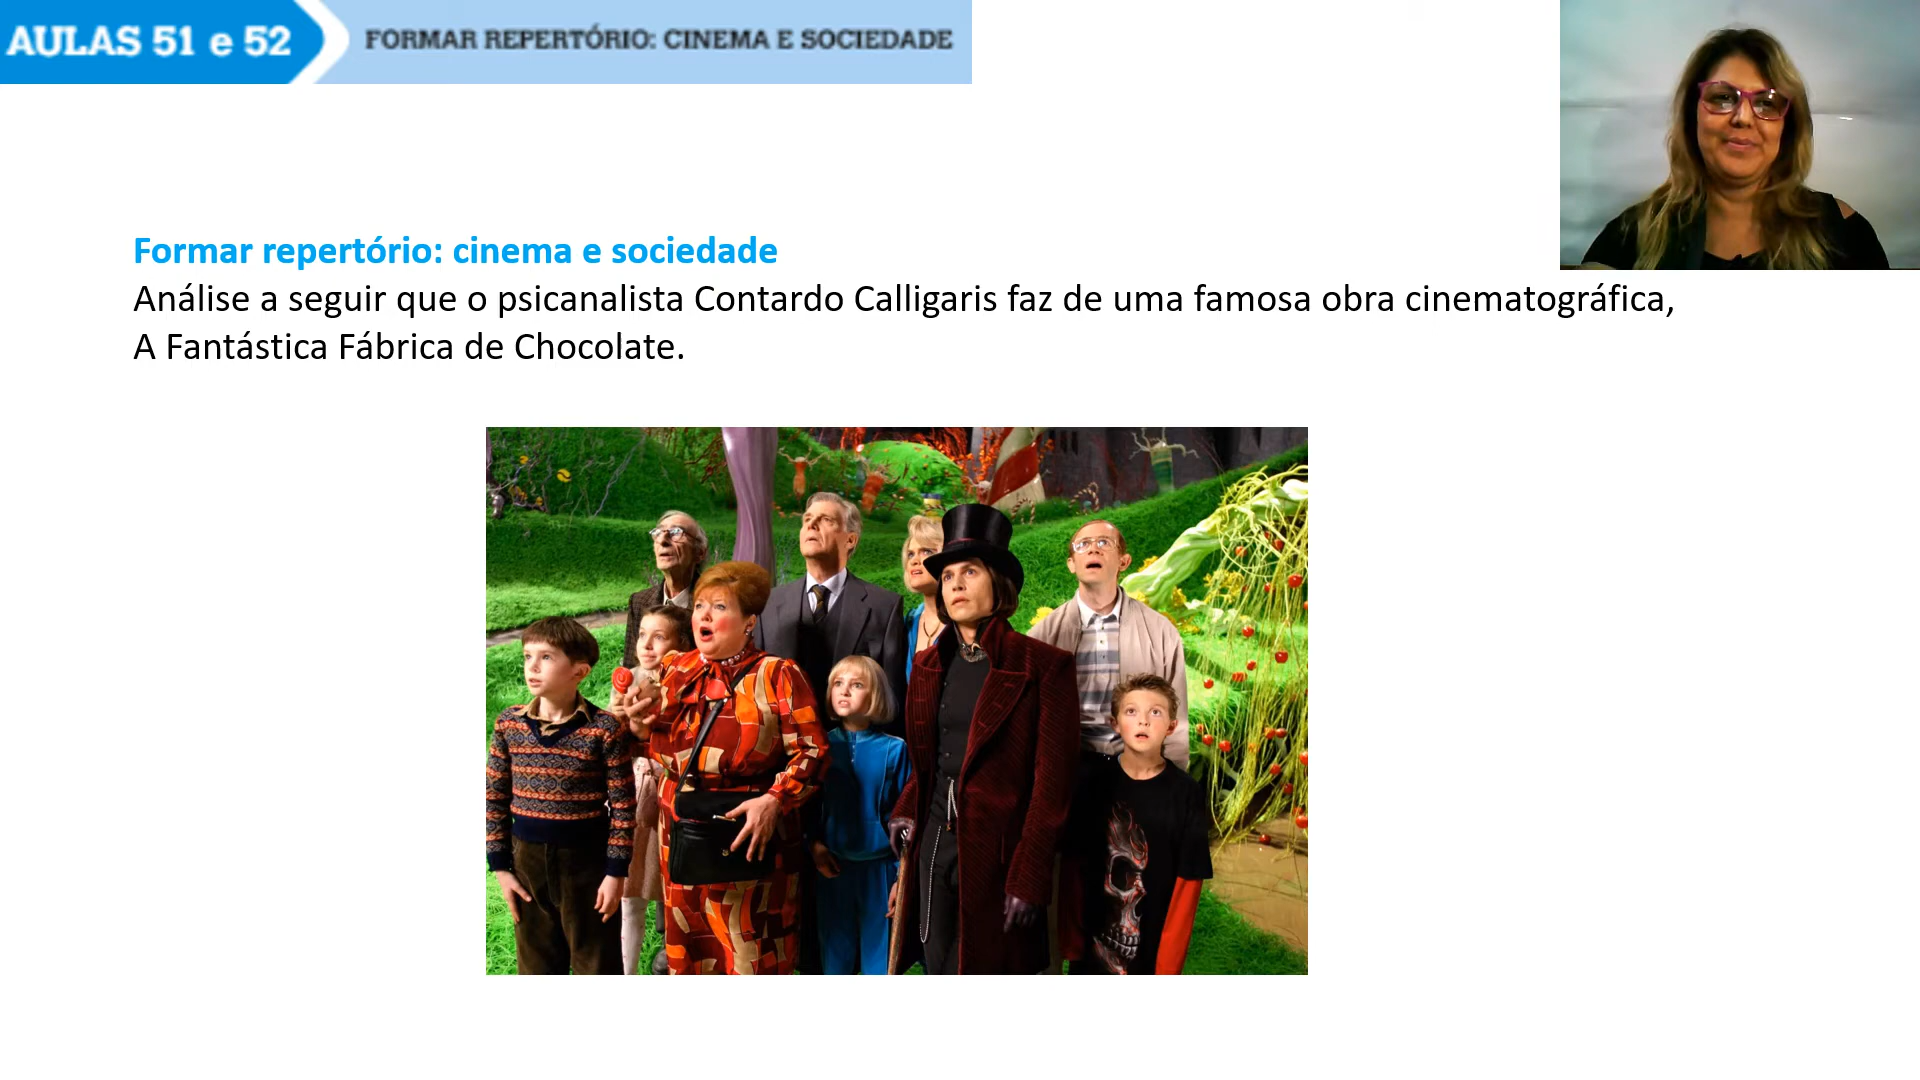 AULAS 51 e 52
FORMAR REPERTÓRIO: CINEMA E SOCIEDADE
Formar repertório: cinema e sociedade
Análise a seguir que o psicanalista Contardo Calligaris faz de uma famosa obra cinematográfica,
A Fantástica Fábrica de Chocolate.